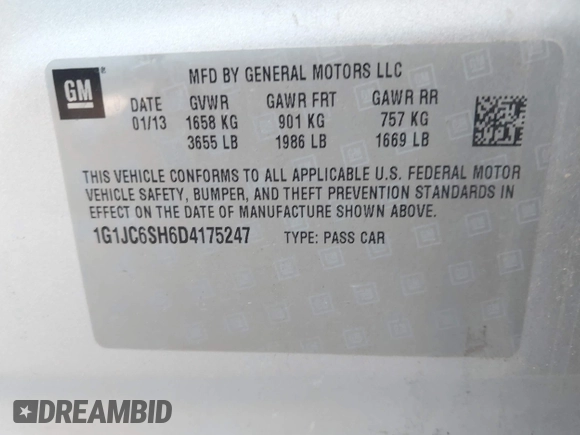 GM
MFD BY GENERAL MOTORS LLC
DATE GVWR GAWR FRT GAWR RR
01/13 1658 KG 901 KG 757 KG
3655 LB 1986 LB 1669 LB
THIS VEHICLE CONFORMS TO ALL APPLICABLE U.S. FEDERAL MOTOR
VEHICLE SAFETY, BUMPER, AND THEFT PREVENTION STANDARDS IN
EFFECT ON THE DATE OF MANUFACTURE SHOWN ABOVE.
1G1JC6SH6D4175247 TYPE: PASS CAR
DREAMBID